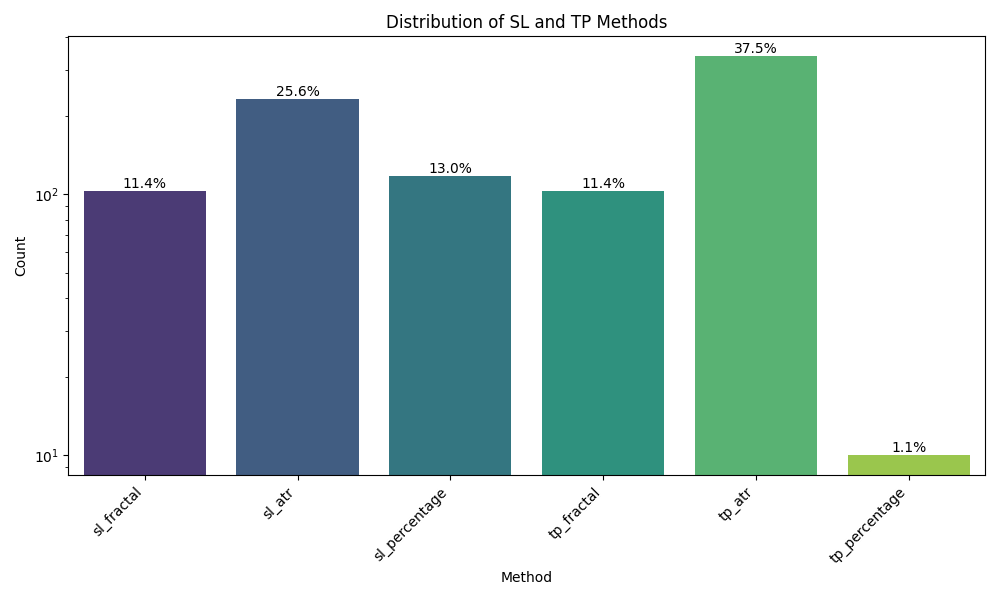 Distribution of SL and TP Methods
37.5%
25.6%
13.0%
11.4%
11.4%
1.1%
10²
10¹
Count
sl_fractal
sl_atr
sl_percentage
tp_fractal
tp_atr
tp_percentage
Method